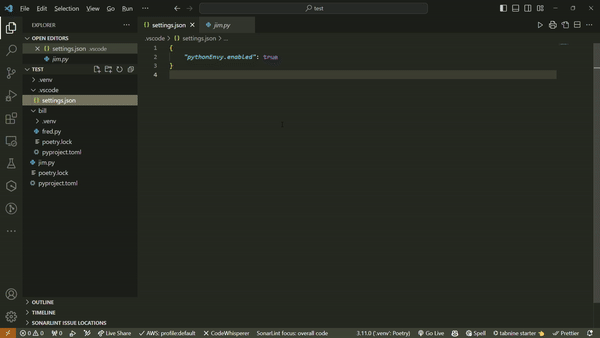 File Edit Selection View Go Run ··· test
EXPLORER ···
OPEN EDITORS
settings.json .vscode
jim.py
TEST
.venv
.vscode
settings.json
bill
.venv
fred.py
poetry.lock
pyproject.toml
jim.py
poetry.lock
pyproject.toml
OUTLINE
TIMELINE
SONARLINT ISSUE LOCATIONS
settings.json jim.py
.vscode > settings.json > ...
1 {
2 "pythonEnvy.enabled": true
3 }
4
0 0 0 Live Share AWS: profile:default CodeWhisperer SonarLint focus: overall code 3.11.0 ('.venv': Poetry) Go Live Spell tabnine starter Prettier